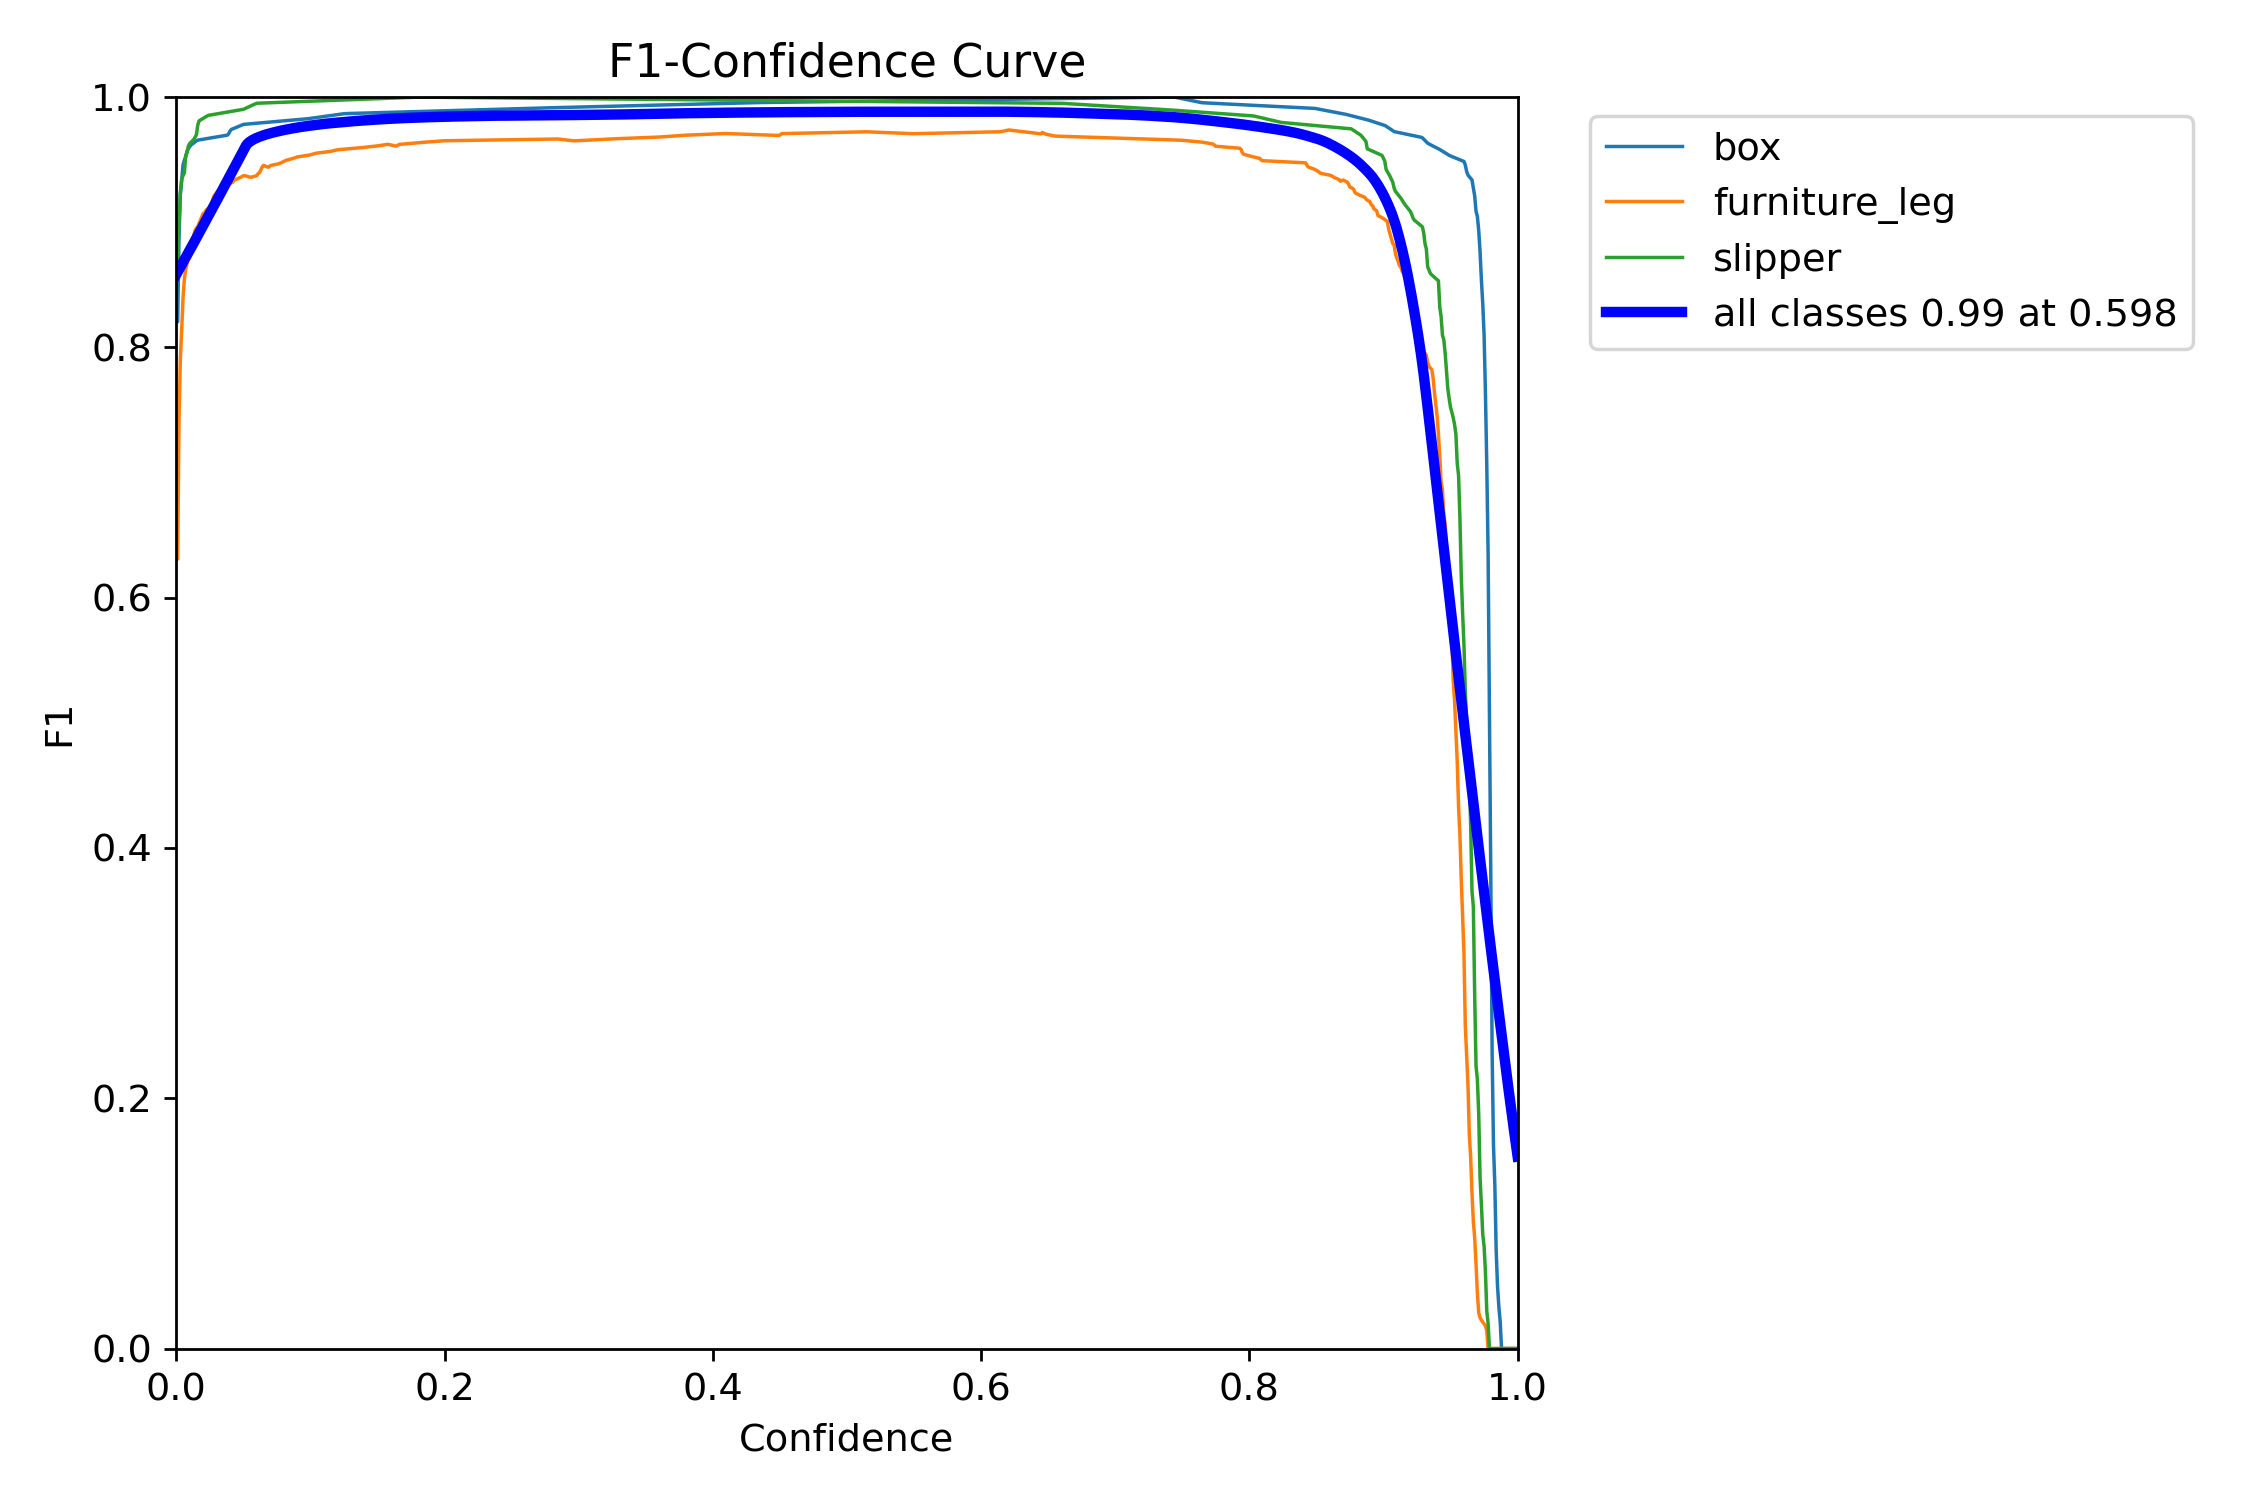 F1-Confidence Curve
1.0
0.8
0.6
0.4
0.2
0.0
F1
0.0 0.2 0.4 0.6 0.8 1.0
Confidence
box
furniture_leg
slipper
all classes 0.99 at 0.598